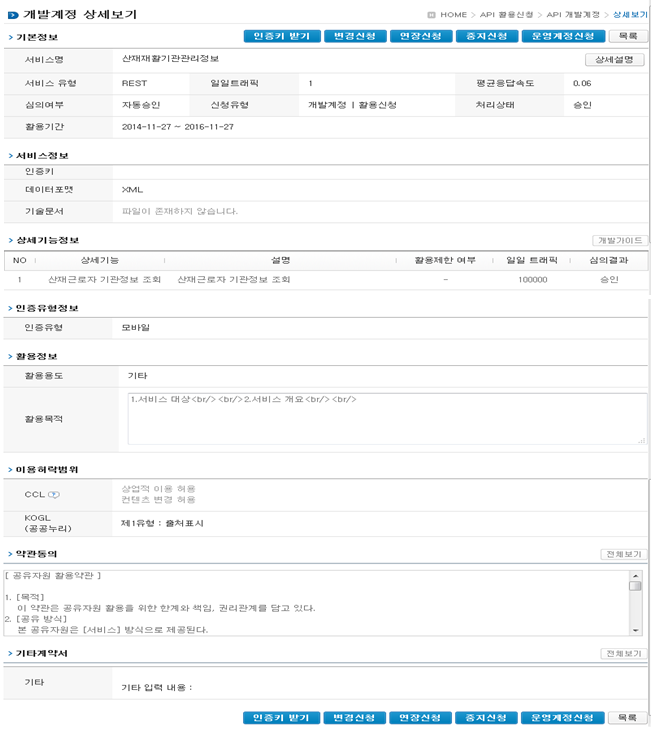 개발계정 상세보기
HOME > API 활용신청 > API 개발계정 > 상세보기
기본정보
인증키 받기 변경신청 연장신청 중지신청 운영계정신청 목록
서비스명 산재재활기관관리정보 상세설명
서비스 유형 REST 일일트래픽 1 평균응답속도 0.06
심의여부 자동승인 신청유형 개발계정 | 활용신청 처리상태 승인
활용기간 2014-11-27 ~ 2016-11-27
서비스정보
인증키
데이터포맷 XML
기술문서 파일이 존재하지 않습니다.
상세기능정보 개발가이드
NO 상세기능 설명 활용제한 여부 일일 트래픽 심의결과
1 산재근로자 기관정보 조회 산재근로자 기관정보 조회 - 100000 승인
인증유형정보
인증유형 모바일
활용정보
활용용도 기타
활용목적 1.서비스 대상<br/><br/>2.서비스 개요<br/><br/>
이용허락범위
CCL 상업적 이용 허용
컨텐츠 변경 허용
KOGL
(공공누리) 제1유형 : 출처표시
약관동의 전체보기
[ 공유자원 활용약관 ]
1. [목적]
이 약관은 공유자원 활용을 위한 한계와 책임, 권리관계를 담고 있다.
2. [공유 방식]
본 공유자원은 [서비스] 방식으로 제공된다.
기타계약서 전체보기
기타 기타 입력 내용 :
인증키 받기 변경신청 연장신청 중지신청 운영계정신청 목록